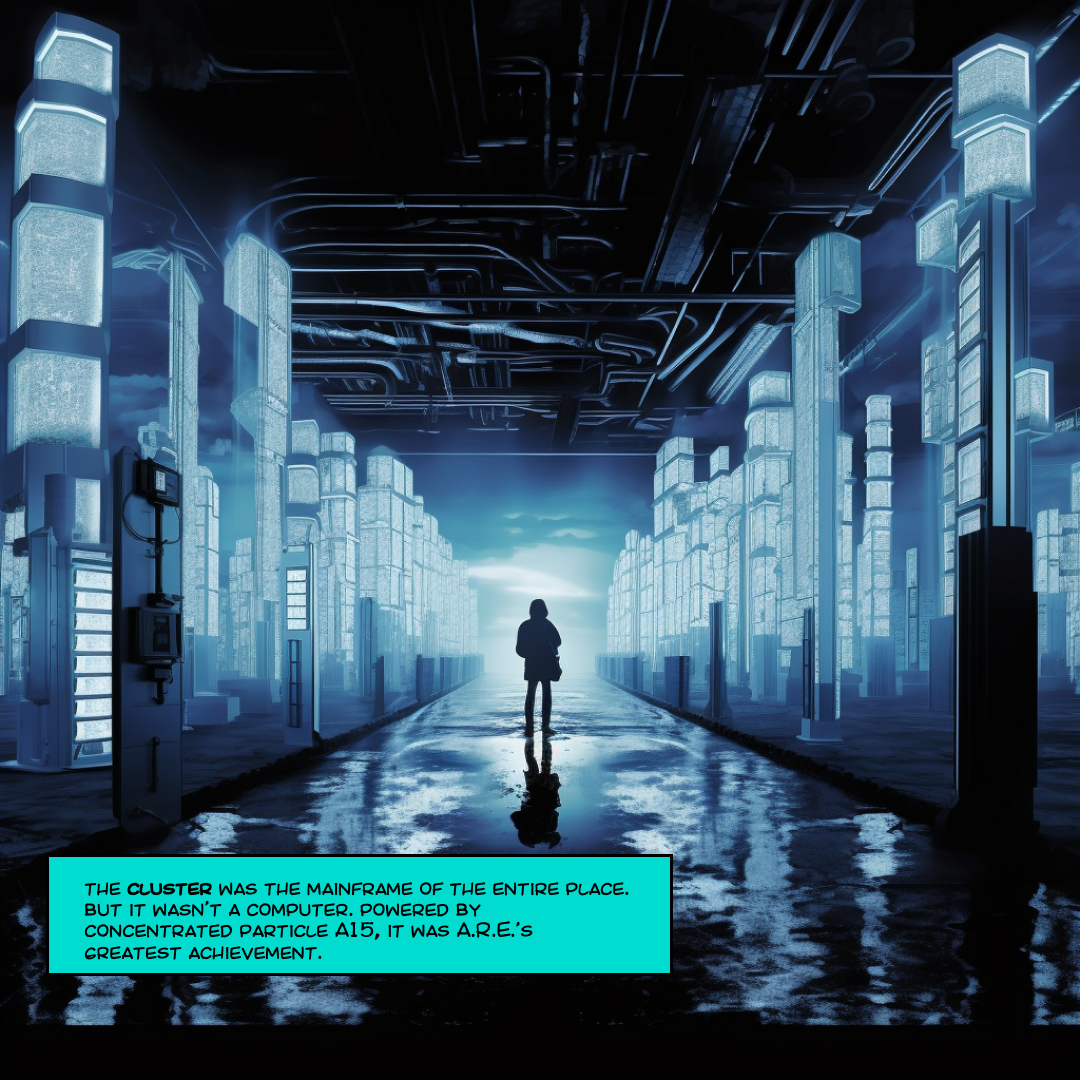 THE CLUSTER WAS THE MAINFRAME OF THE ENTIRE PLACE.
BUT IT WASN'T A COMPUTER. POWERED BY
CONCENTRATED PARTICLE A15, IT WAS A.R.E.'S
GREATEST ACHIEVEMENT.